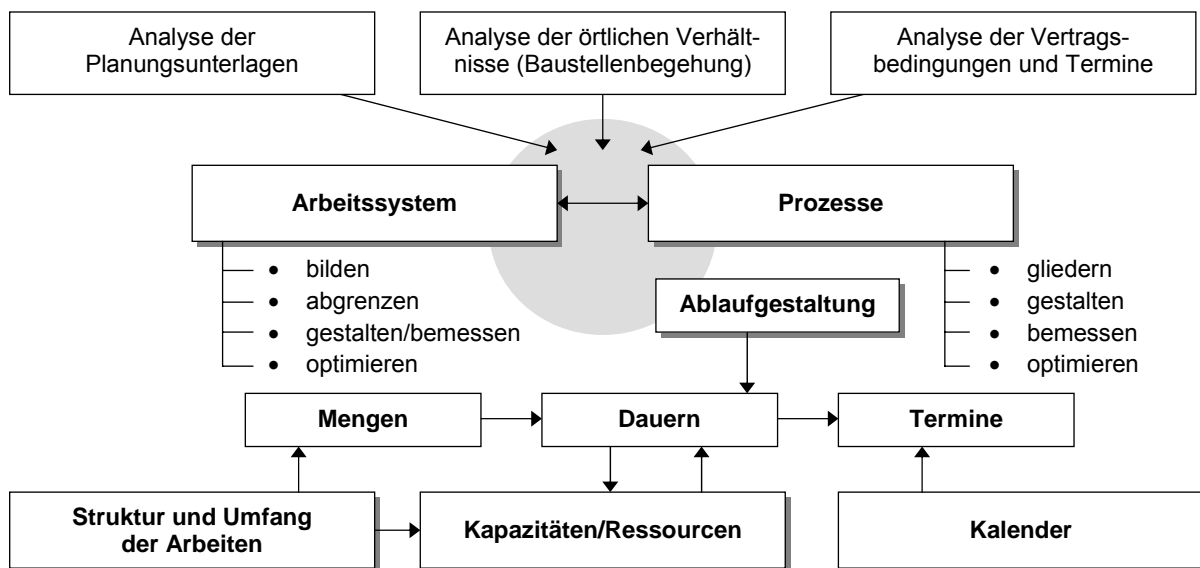 Analyse der
Planungsunterlagen
Analyse der örtlichen Verhält-
nisse (Baustellenbegehung)
Analyse der Vertrags-
bedingungen und Termine
Arbeitssystem
Prozesse
• bilden
• abgrenzen
• gestalten/bemessen
• optimieren
Ablaufgestaltung
• gliedern
• gestalten
• bemessen
• optimieren
Mengen
Dauern
Termine
Struktur und Umfang
der Arbeiten
Kapazitäten/Ressourcen
Kalender